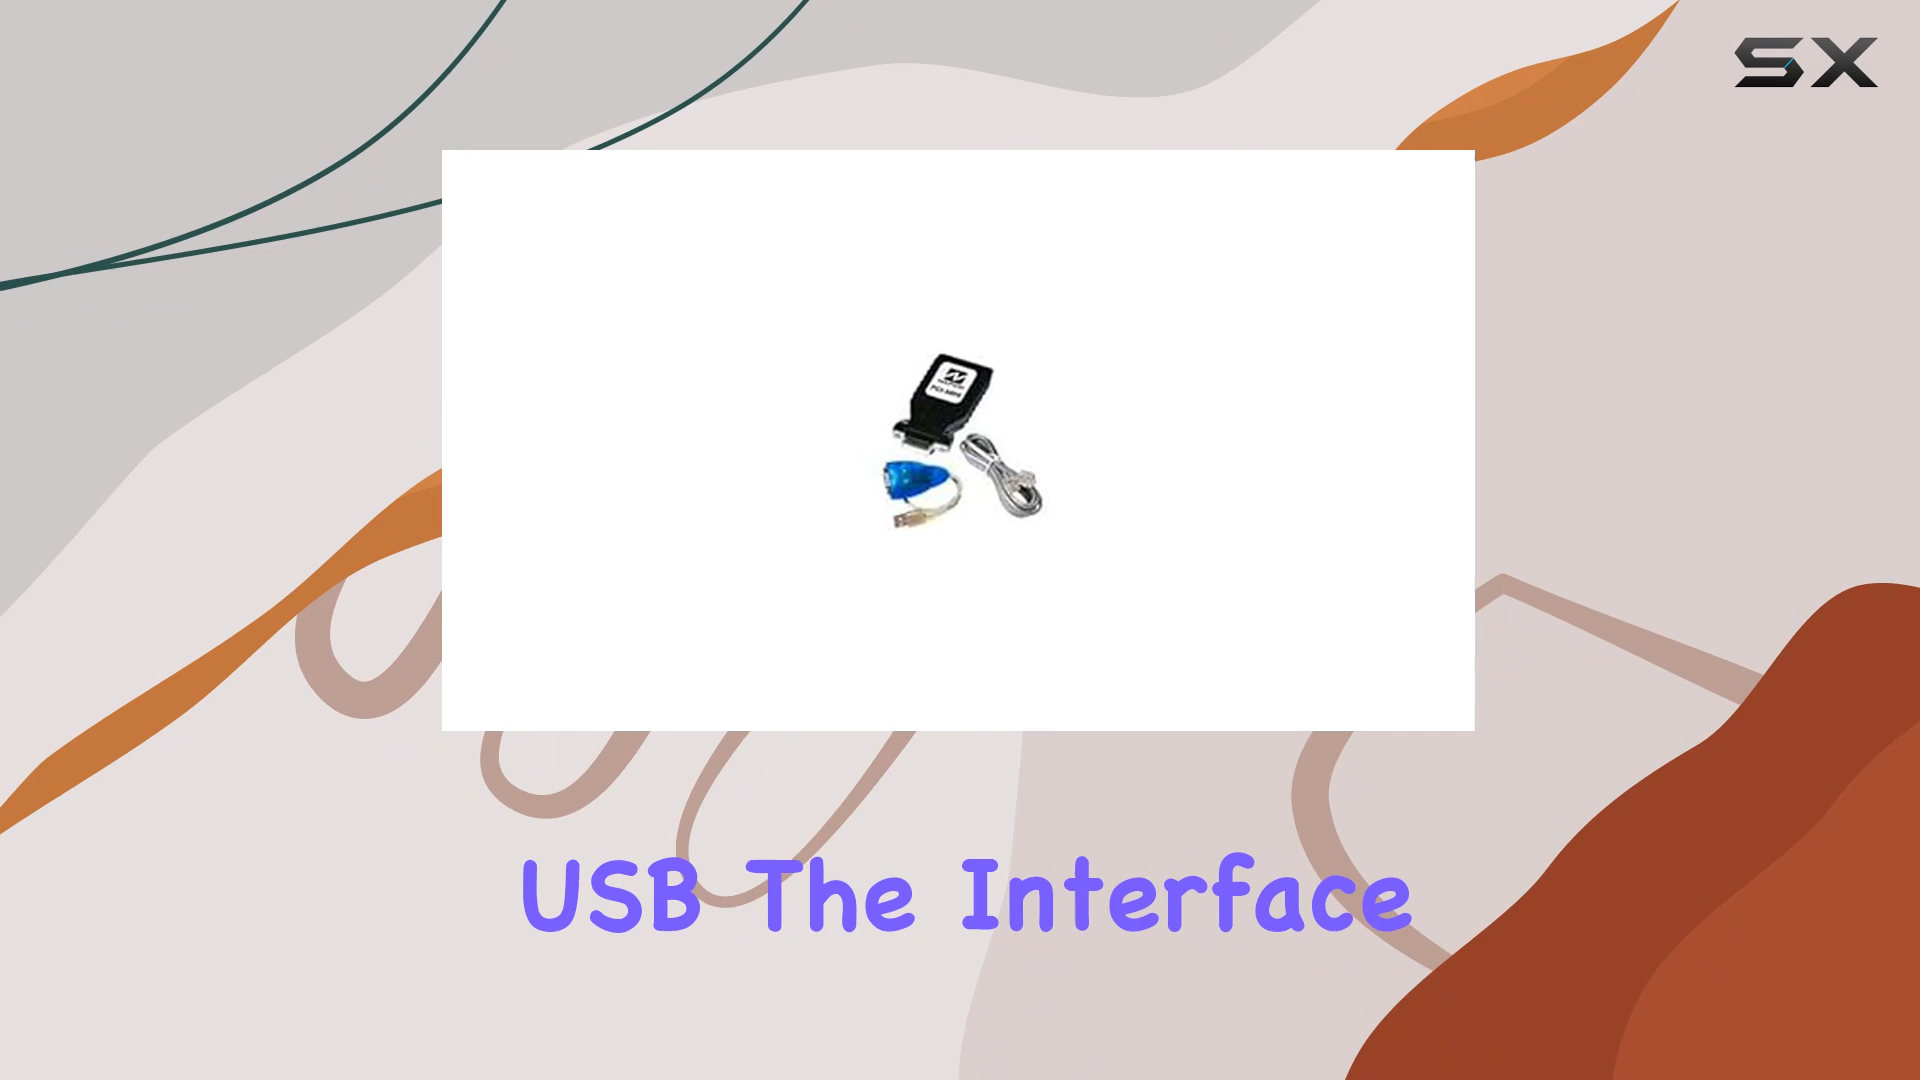 SX
USB The Interface